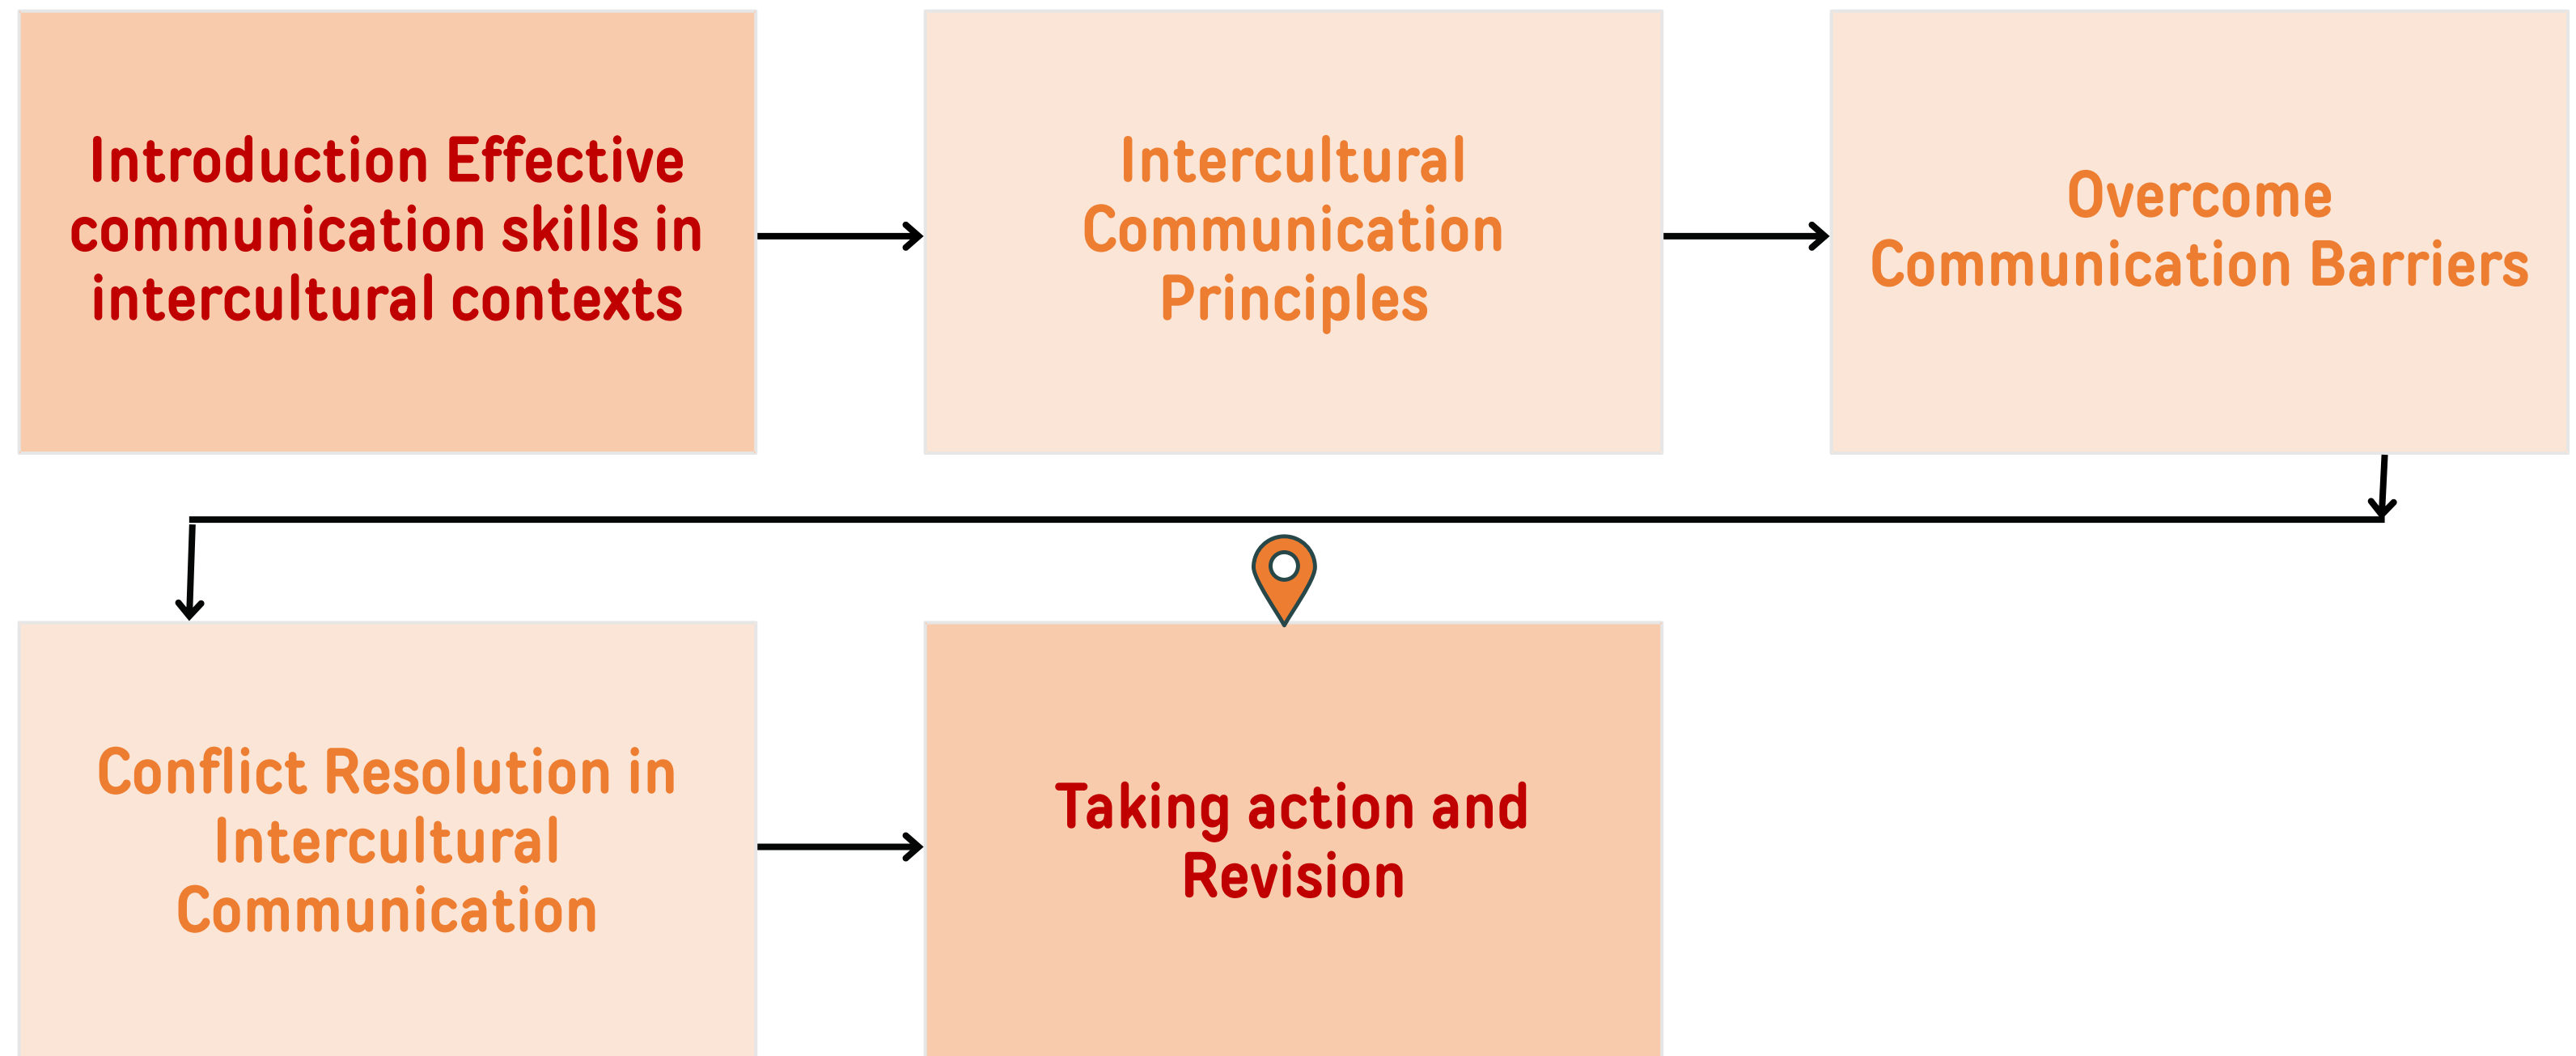 Introduction Effective
communication skills in
intercultural contexts
Intercultural
Communication
Principles
Overcome
Communication Barriers
Conflict Resolution in
Intercultural
Communication
Taking action and
Revision